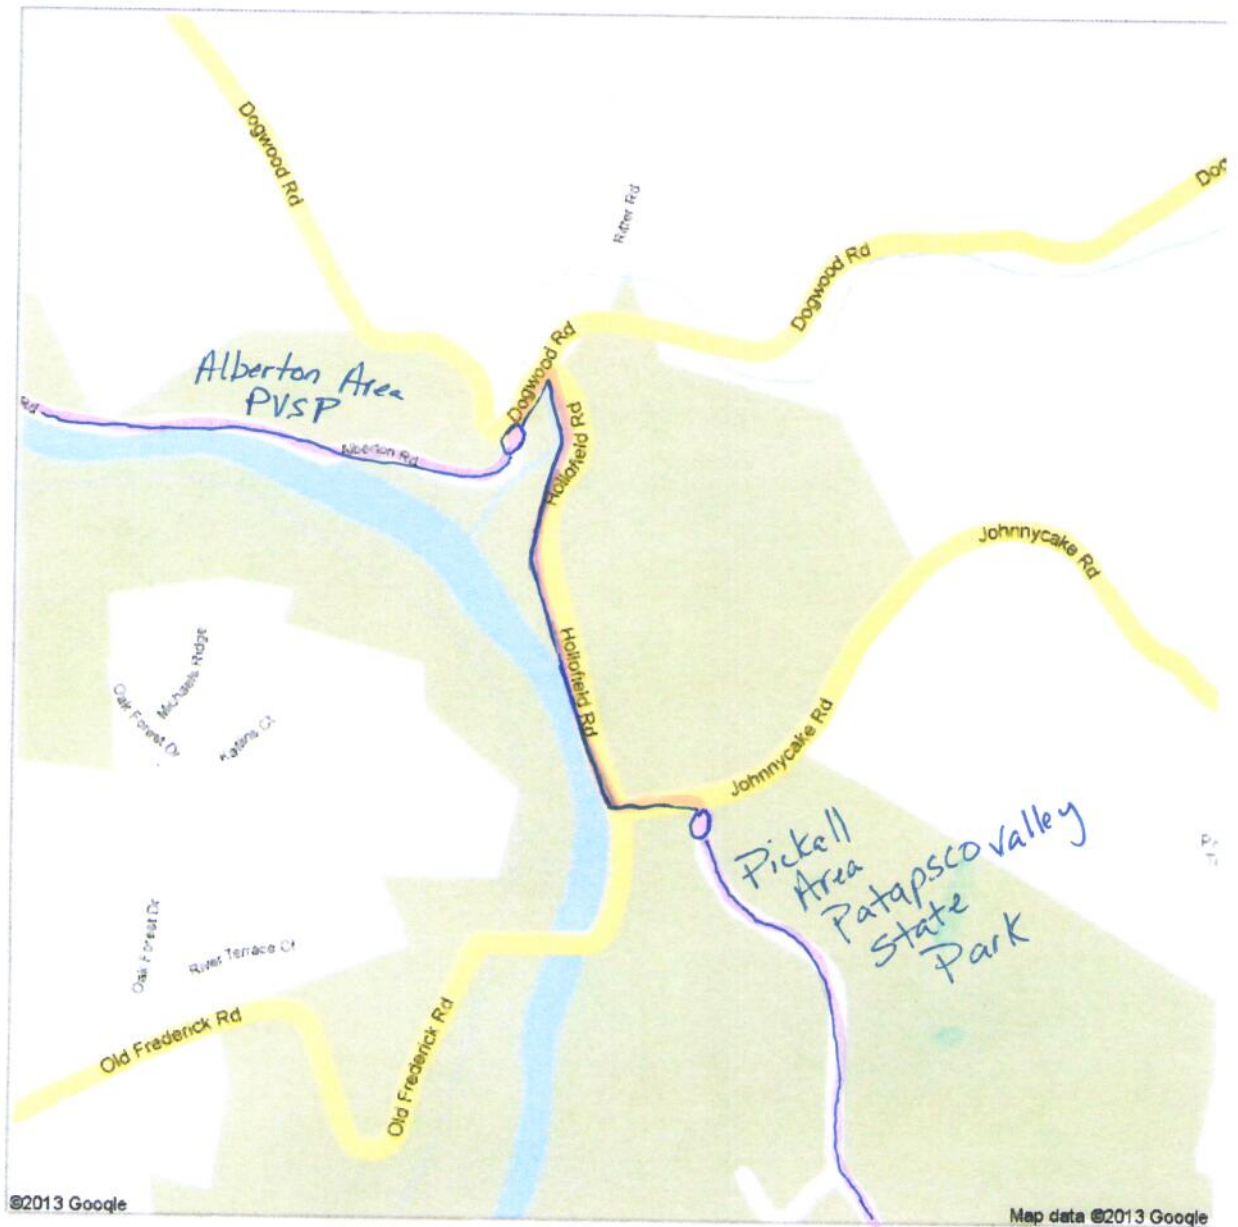 Dogwood Rd
Ritter Rd
Dogwood Rd
Dogwood Rd
Alberton Area
PVSP
Rd
Alberton Rd
Hollofield Rd
Johnnycake Rd
Hollofield Rd
Michaels Ridge
Oak Forest Dr
Kafans Ct
Johnnycake Rd
Pickall
Area
Patapsco valley
State
Park
Oak Forest Dr
River Terrace Ct
Old Frederick Rd
Old Frederick Rd
©2013 Google
Map data ©2013 Google